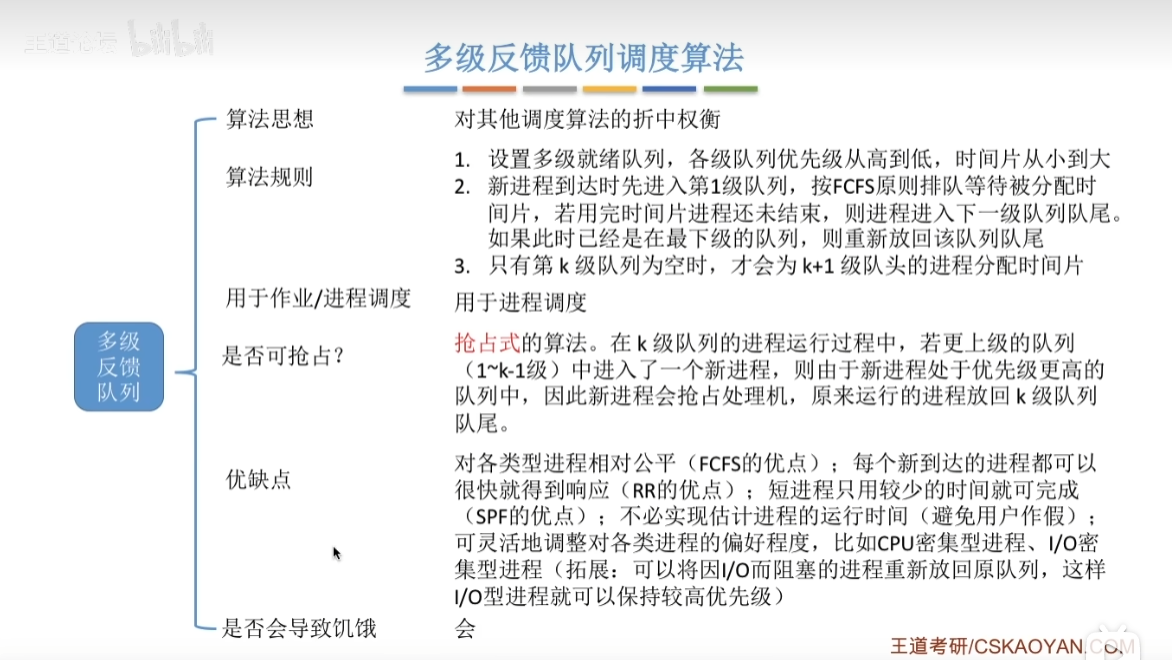 王道论坛 bilibili
多级反馈队列调度算法
算法思想 对其他调度算法的折中权衡
算法规则
1. 设置多级就绪队列，各级队列优先级从高到低，时间片从小到大
2. 新进程到达时先进入第1级队列，按FCFS原则排队等待被分配时
间片，若用完时间片进程还未结束，则进程进入下一级队列队尾。
如果此时已经是在最下级的队列，则重新放回该队列队尾
3. 只有第 k 级队列为空时，才会为 k+1 级队头的进程分配时间片
用于作业/进程调度 用于进程调度
多级
反馈
队列
是否可抢占？
抢占式的算法。在 k 级队列的进程运行过程中，若更上级的队列
（1~k-1级）中进入了一个新进程，则由于新进程处于优先级更高的
队列中，因此新进程会抢占处理机，原来运行的进程放回 k 级队列
队尾。
优缺点
对各类型进程相对公平（FCFS的优点）；每个新到达的进程都可以
很快就得到响应（RR的优点）；短进程只用较少的时间就可完成
（SPF的优点）；不必实现估计进程的运行时间（避免用户作假）；
可灵活地调整对各类进程的偏好程度，比如CPU密集型进程、I/O密
集型进程（拓展：可以将因I/O而阻塞的进程重新放回原队列，这样
I/O型进程就可以保持较高优先级）
是否会导致饥饿 会
王道考研/CSKAOYAN.COM